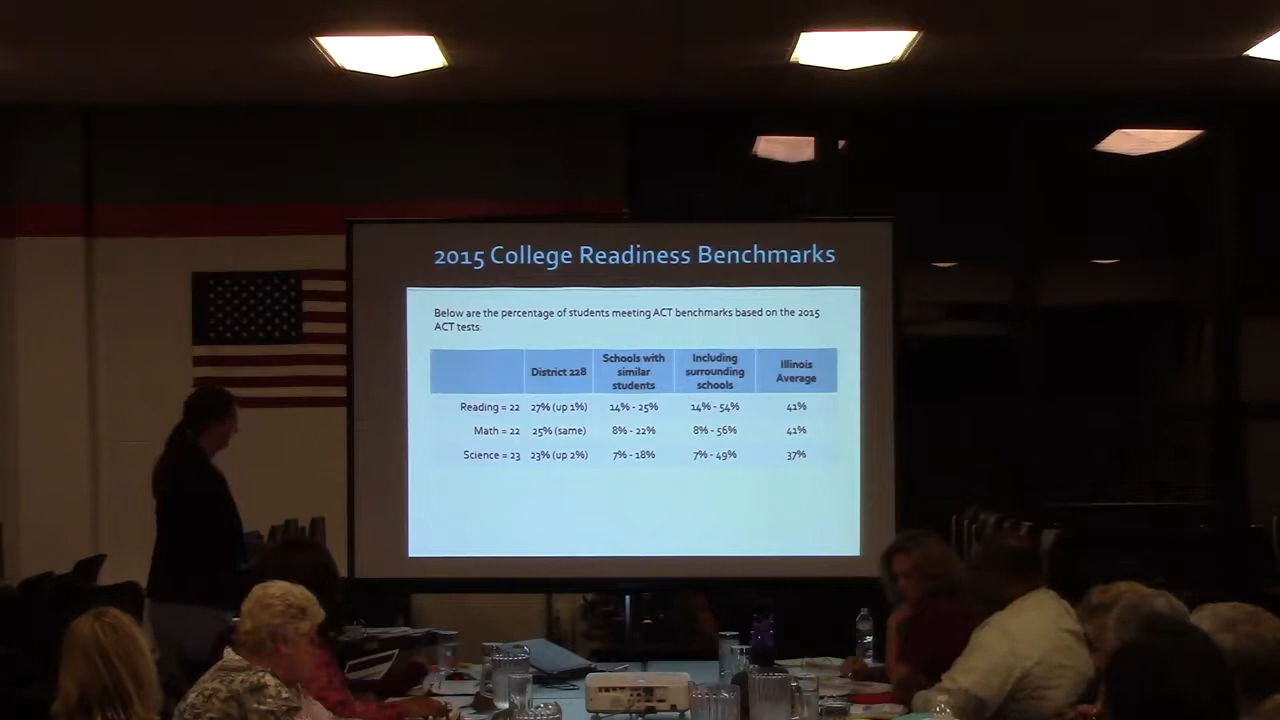 2015 College Readiness Benchmarks
Below are the percentage of students meeting ACT benchmarks based on the 2015
ACT tests:
District 228
Schools with
similar
students
Including
surrounding
schools
Illinois
Average
Reading = 22 27% (up 1%) 14% - 25% 14% - 54% 41%
Math = 22 25% (same) 8% - 22% 8% - 56% 41%
Science = 23 23% (up 2%) 7% - 18% 7% - 49% 37%